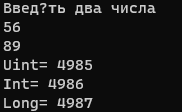 Введ?ть два числа
56
89
Uint= 4985
Int= 4986
Long= 4987